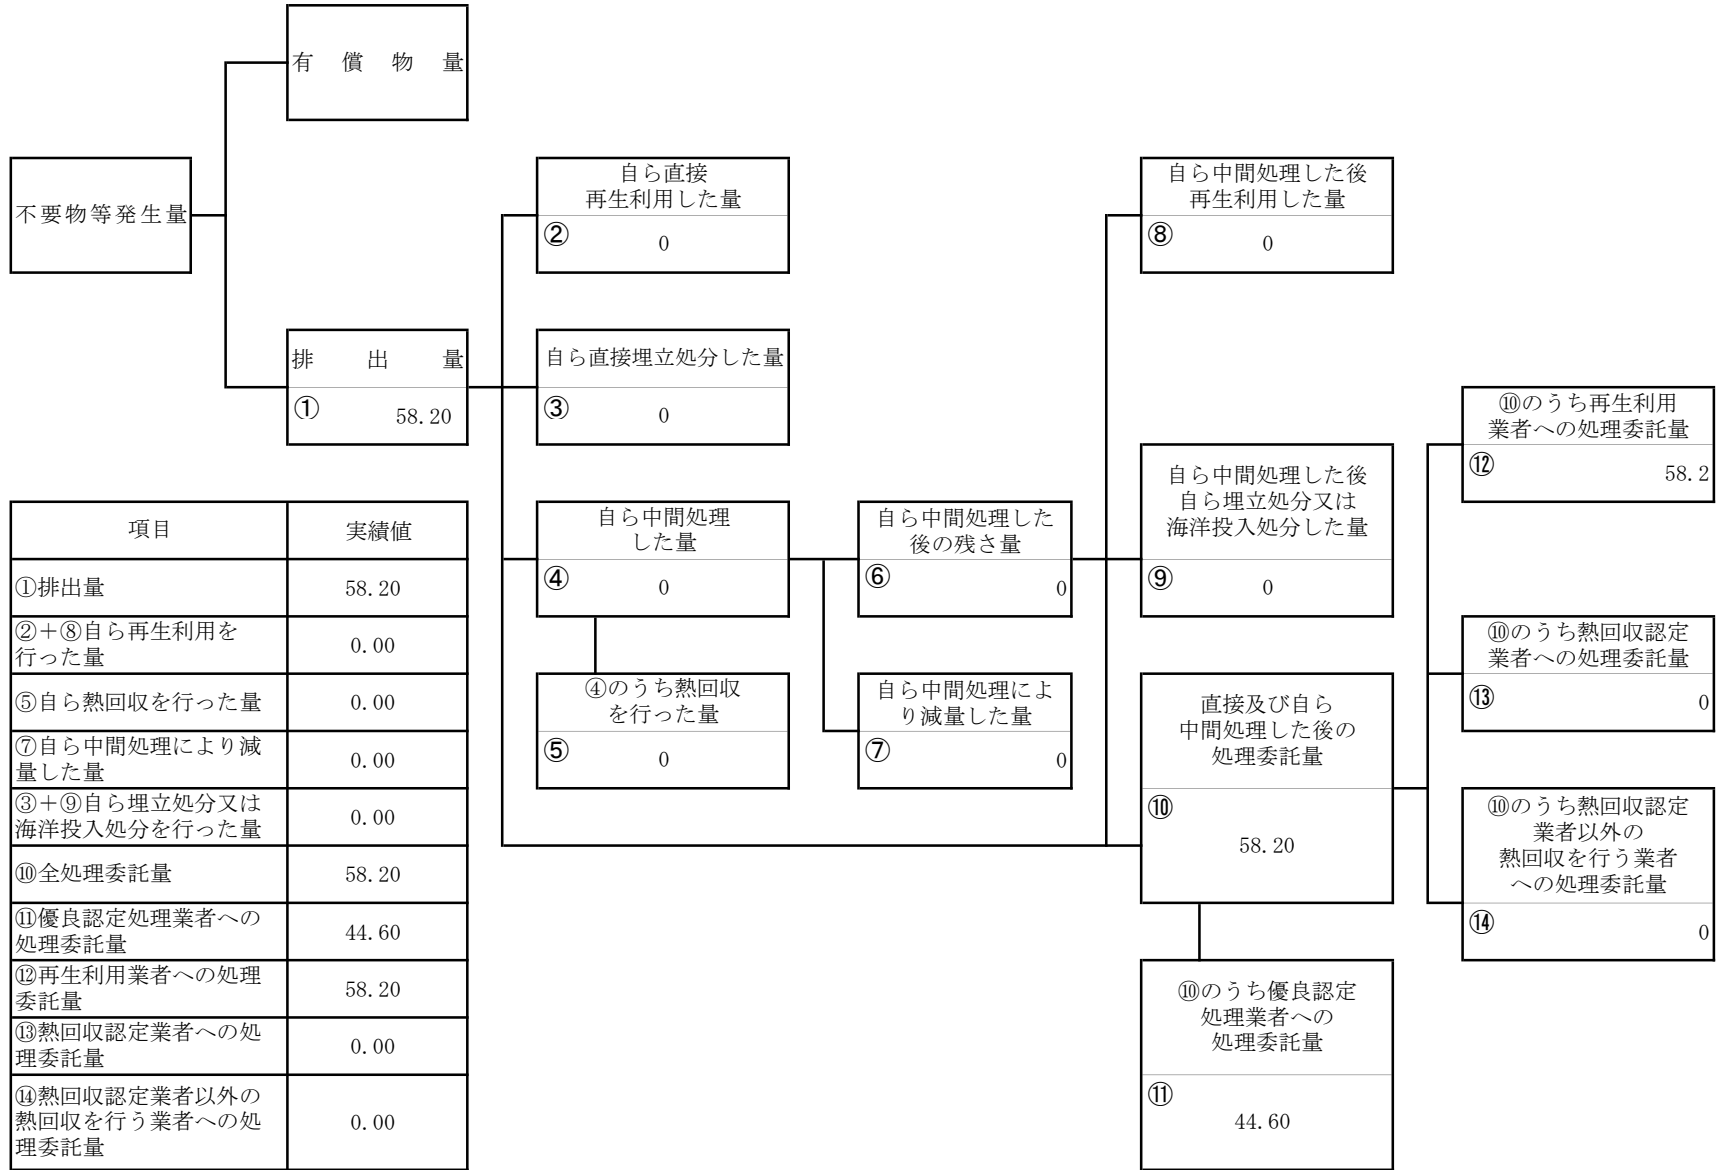 有償物量
不要物等発生量
排出量
①
58.20
自ら直接
再生利用した量
②
0
自ら直接埋立処分した量
③
0
自ら中間処理
した量
④
0
④のうち熱回収
を行った量
⑤
0
自ら中間処理した
後の残さ量
⑥
0
自ら中間処理によ
り減量した量
⑦
0
自ら中間処理した後
再生利用した量
⑧
0
自ら中間処理した後
自ら埋立処分又は
海洋投入処分した量
⑨
0
直接及び自ら
中間処理した後の
処理委託量
⑩
58.20
⑩のうち優良認定
処理業者への
処理委託量
⑪
44.60
⑩のうち再生利用
業者への処理委託量
⑫
58.2
⑩のうち熱回収認定
業者への処理委託量
⑬
0
⑩のうち熱回収認定
業者以外の
熱回収を行う業者
への処理委託量
⑭
0
項目
実績値
①排出量
58.20
②＋⑧自ら再生利用を
行った量
0.00
⑤自ら熱回収を行った量
0.00
⑦自ら中間処理により減
量した量
0.00
③＋⑨自ら埋立処分又は
海洋投入処分を行った量
0.00
⑩全処理委託量
58.20
⑪優良認定処理業者への
処理委託量
44.60
⑫再生利用業者への処理
委託量
58.20
⑬熱回収認定業者への処
理委託量
0.00
⑭熱回収認定業者以外の
熱回収を行う業者への処
理委託量
0.00